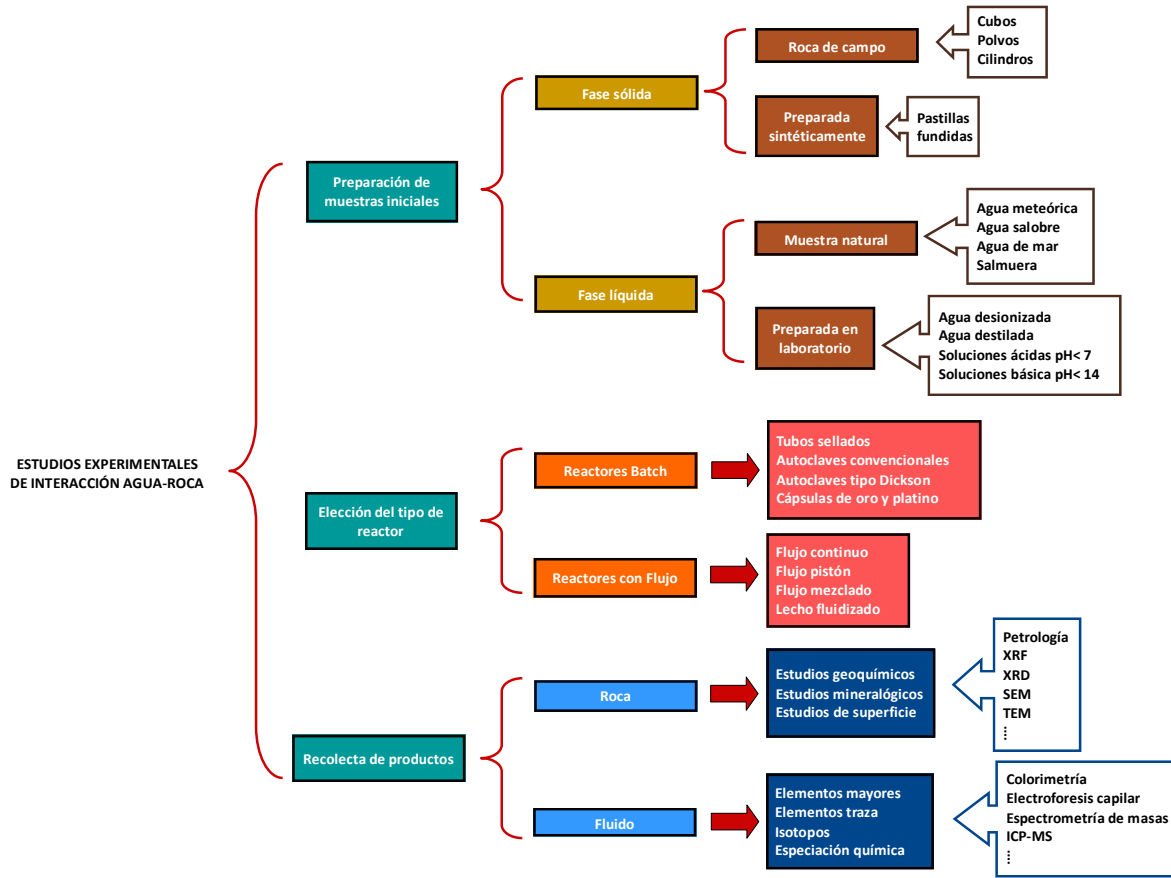 ESTUDIOS EXPERIMENTALES
DE INTERACCIÓN AGUA-ROCA
Preparación de
muestras iniciales
Fase sólida
Roca de campo
Cubos
Polvos
Cilindros
Preparada
sintéticamente
Pastillas
fundidas
Fase líquida
Muestra natural
Agua meteórica
Agua salobre
Agua de mar
Salmuera
Preparada en
laboratorio
Agua desionizada
Agua destilada
Soluciones ácidas pH< 7
Soluciones básica pH< 14
Elección del tipo de
reactor
Reactores Batch
Tubos sellados
Autoclaves convencionales
Autoclaves tipo Dickson
Cápsulas de oro y platino
Reactores con Flujo
Flujo continuo
Flujo pistón
Flujo mezclado
Lecho fluidizado
Recolecta de productos
Roca
Estudios geoquímicos
Estudios mineralógicos
Estudios de superficie
Petrología
XRF
XRD
SEM
TEM
⁞
Fluido
Elementos mayores
Elementos traza
Isotopos
Especiación química
Colorimetría
Electroforesis capilar
Espectrometría de masas
ICP-MS
⁞